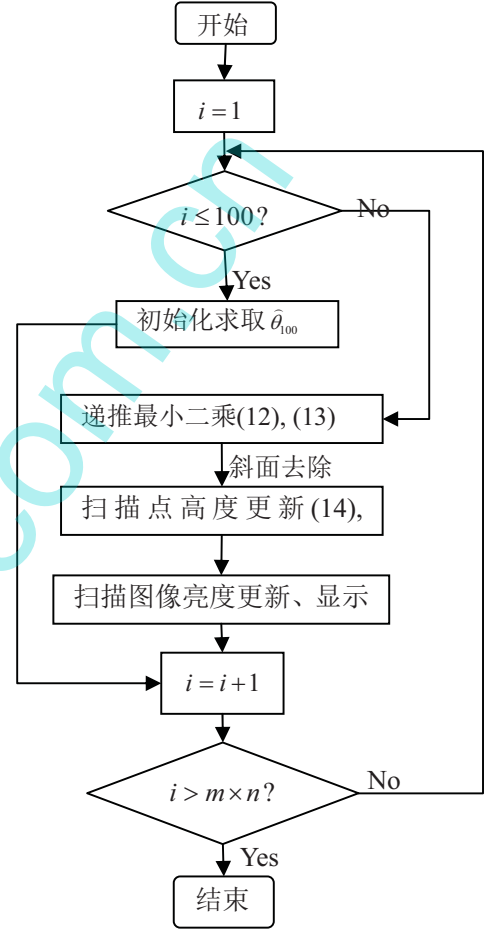 开始
i=1
i≤100?
No
Yes
初始化求取 θ̂₁₀₀
递推最小二乘(12), (13)
斜面去除
扫描点高度更新(14),
扫描图像亮度更新、显示
i=i+1
i>m×n?
No
Yes
结束
com.cn